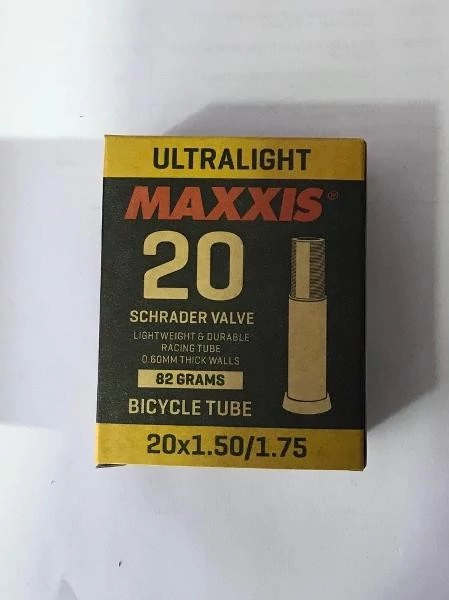 ULTRALIGHT
MAXXIS®
20
SCHRADER VALVE
LIGHTWEIGHT & DURABLE
RACING TUBE
0.60MM THICK WALLS
82 GRAMS
BICYCLE TUBE
20x1.50/1.75